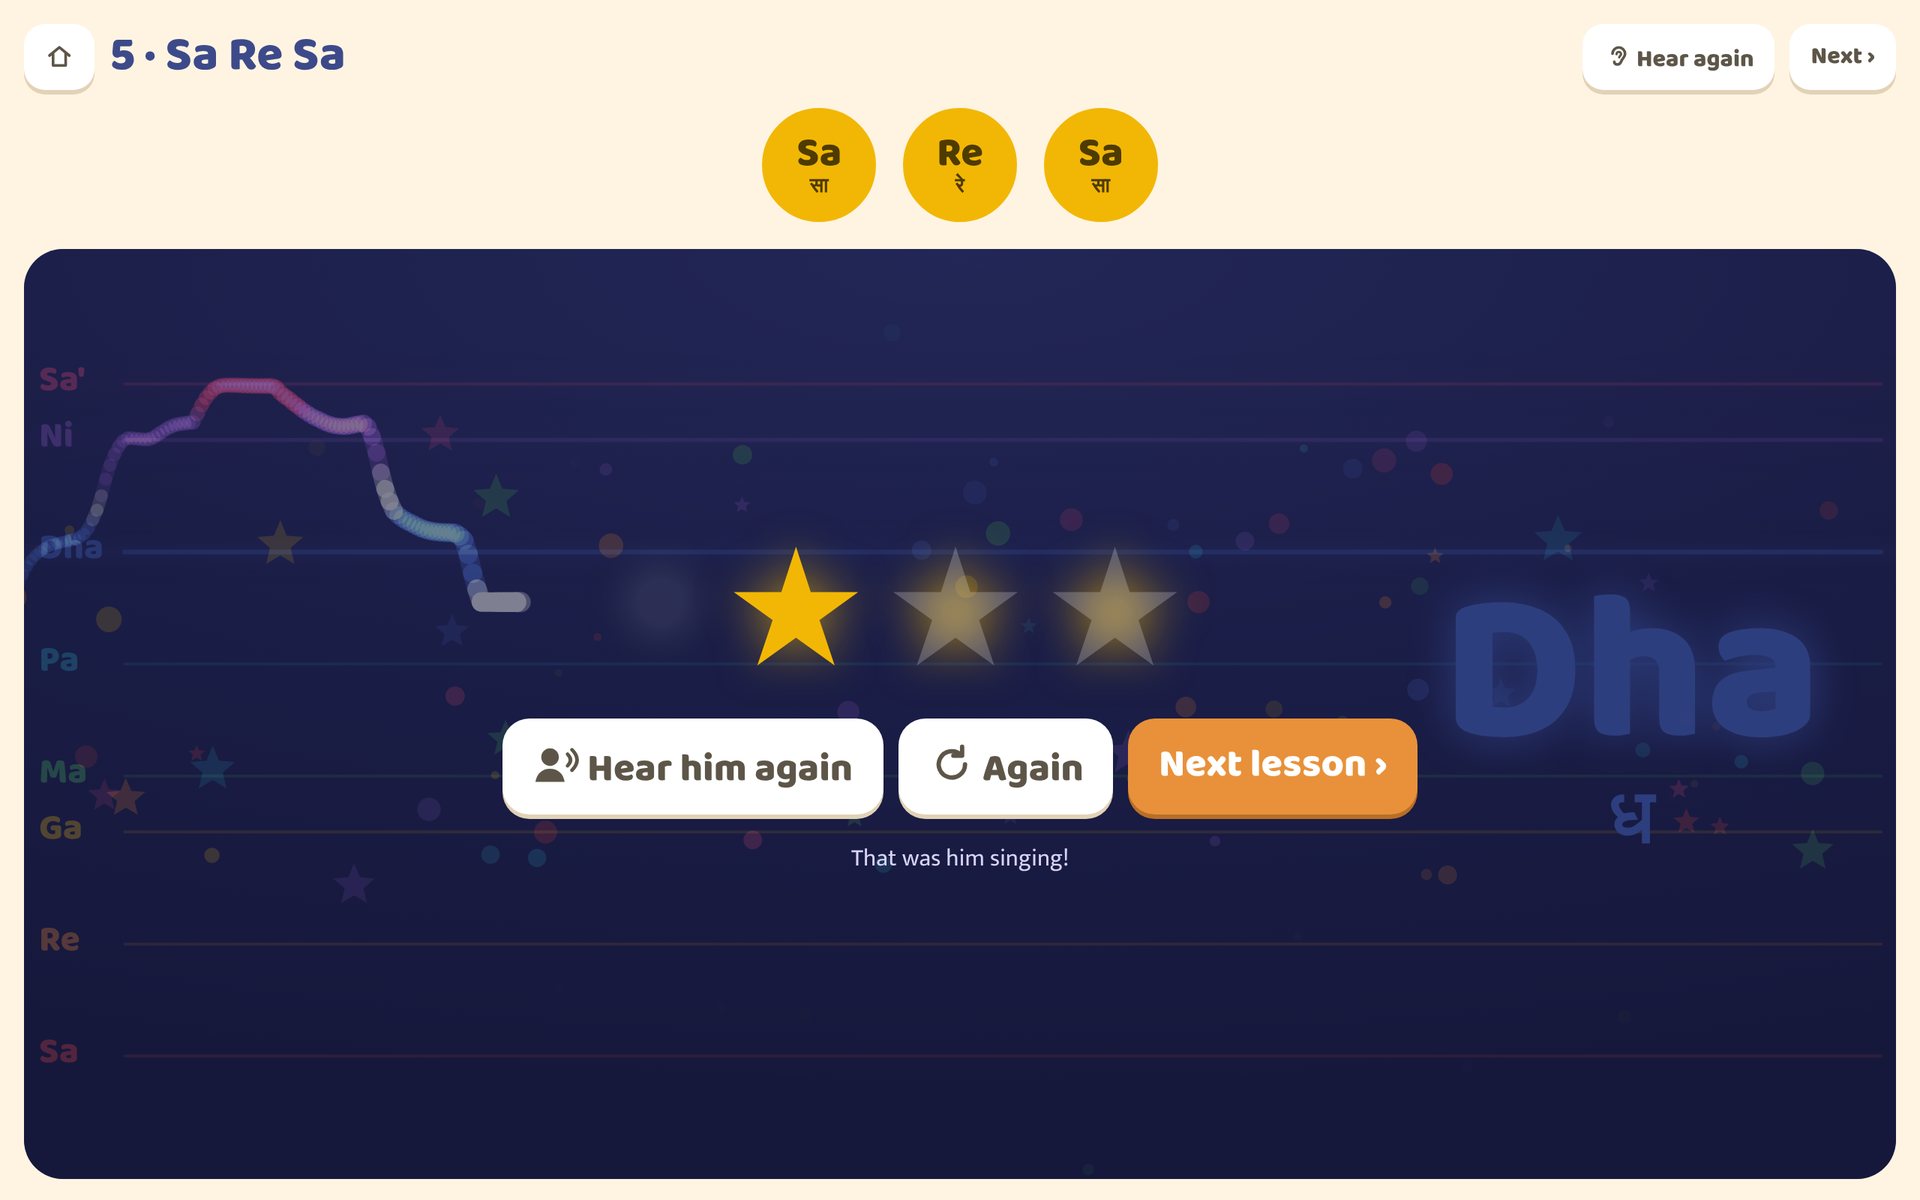 5 · Sa Re Sa
Hear again
Next ›
Sa
सा
Re
रे
Sa
सा
Sa'
Ni
Dha
Pa
Ma
Ga
Re
Sa
Dha
ध
Hear him again
Again
Next lesson ›
That was him singing!